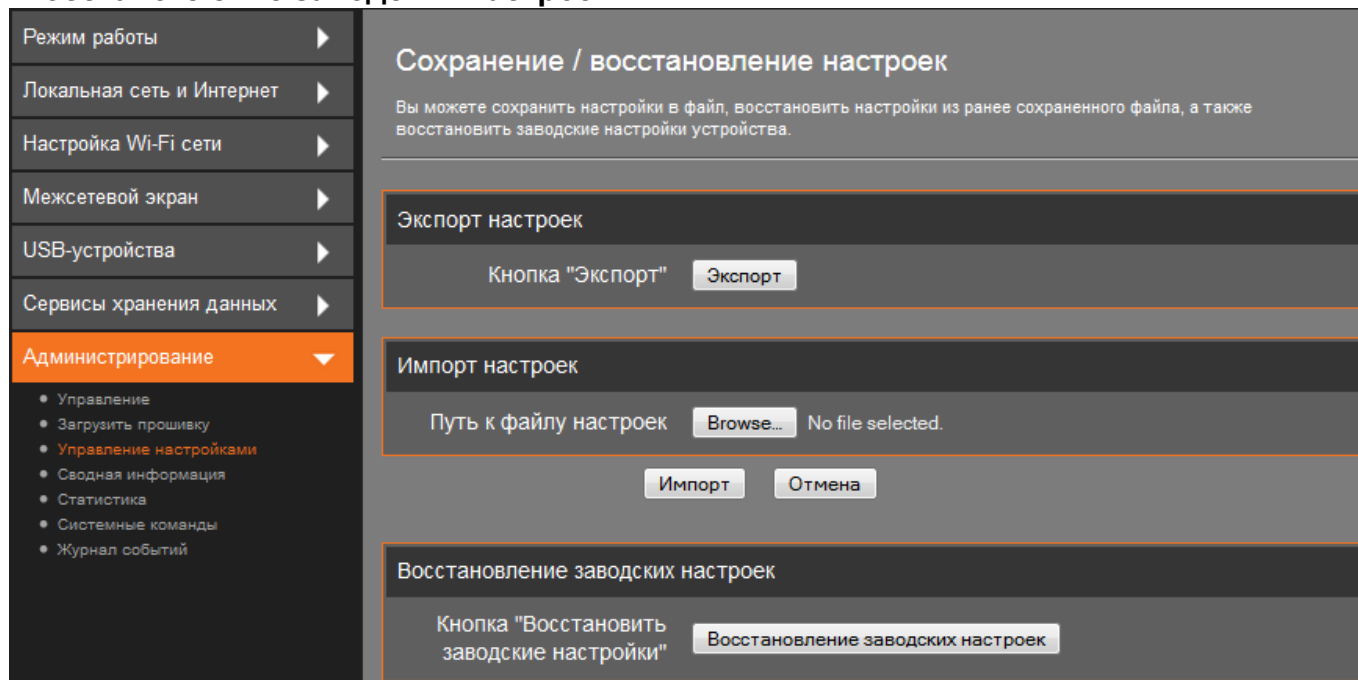 Режим работы
Локальная сеть и Интернет
Настройка Wi-Fi сети
Межсетевой экран
USB-устройства
Сервисы хранения данных
Администрирование
Управление
Загрузить прошивку
Управление настройками
Сводная информация
Статистика
Системные команды
Журнал событий
Сохранение / восстановление настроек
Вы можете сохранить настройки в файл, восстановить настройки из ранее сохраненного файла, а также
восстановить заводские настройки устройства.
Экспорт настроек
Кнопка "Экспорт" Экспорт
Импорт настроек
Путь к файлу настроек Browse... No file selected.
Импорт Отмена
Восстановление заводских настроек
Кнопка "Восстановить
заводские настройки" Восстановление заводских настроек